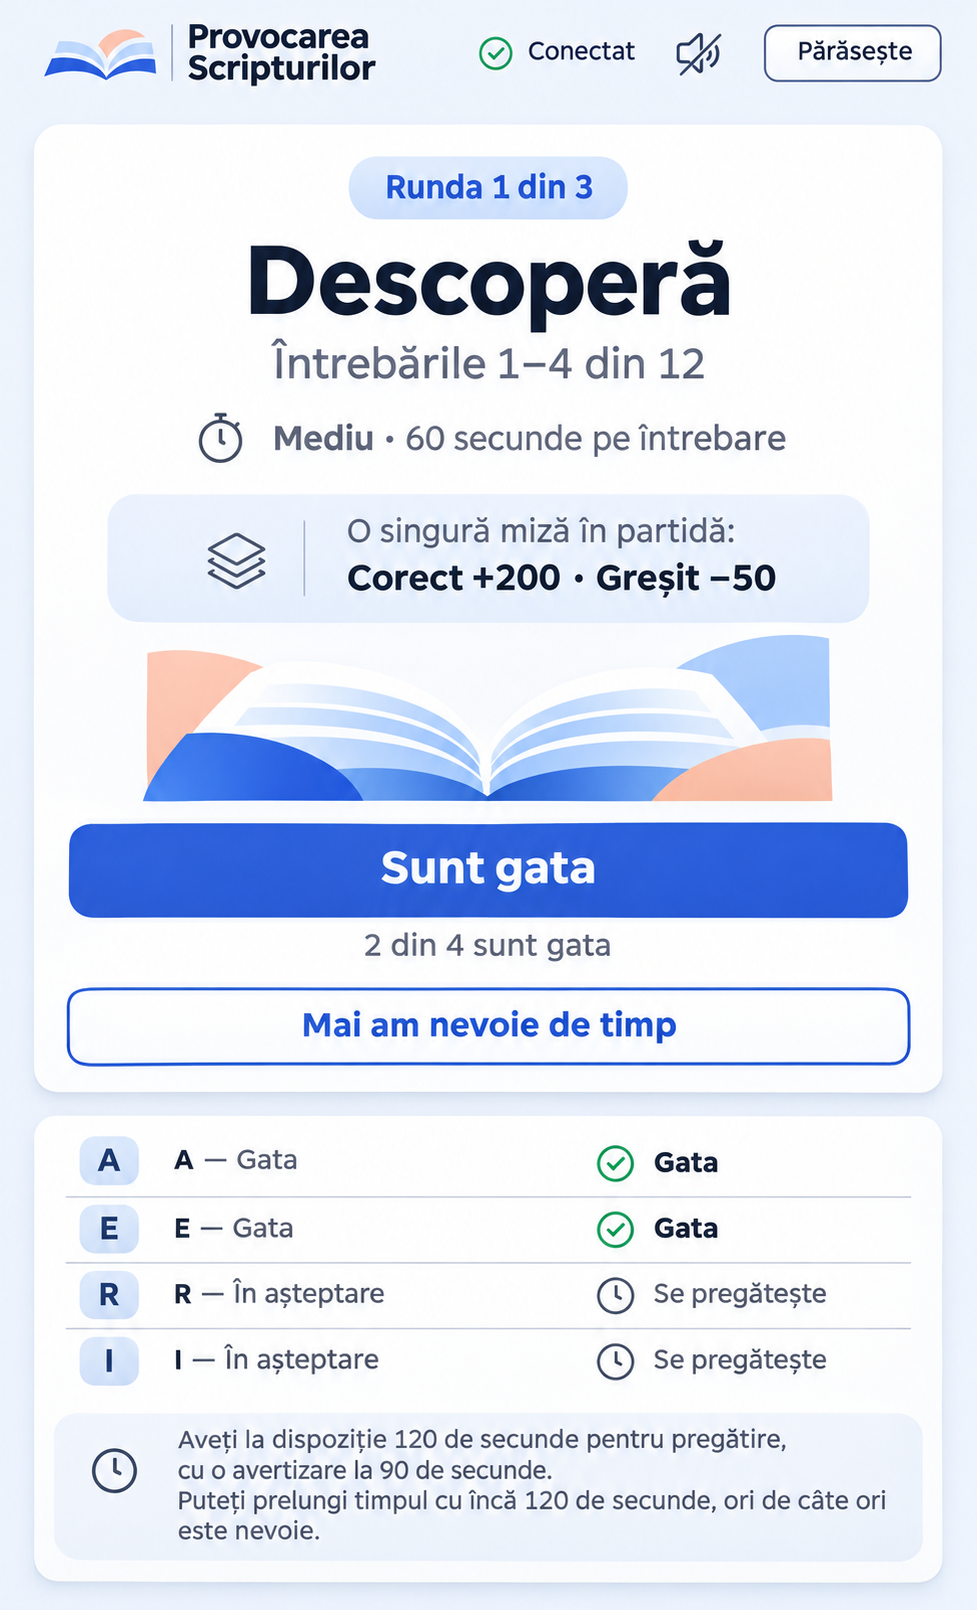 Provocarea
Scripturilor
Conectat
Părăsește
Runda 1 din 3
Descoperă
Întrebările 1–4 din 12
Mediu • 60 secunde pe întrebare
O singură miză în partidă:
Corect +200 • Greșit −50
Sunt gata
2 din 4 sunt gata
Mai am nevoie de timp
A A — Gata Gata
E E — Gata Gata
R R — În așteptare Se pregătește
I I — În așteptare Se pregătește
Aveți la dispoziție 120 de secunde pentru pregătire,
cu o avertizare la 90 de secunde.
Puteți prelungi timpul cu încă 120 de secunde, ori de câte ori
este nevoie.